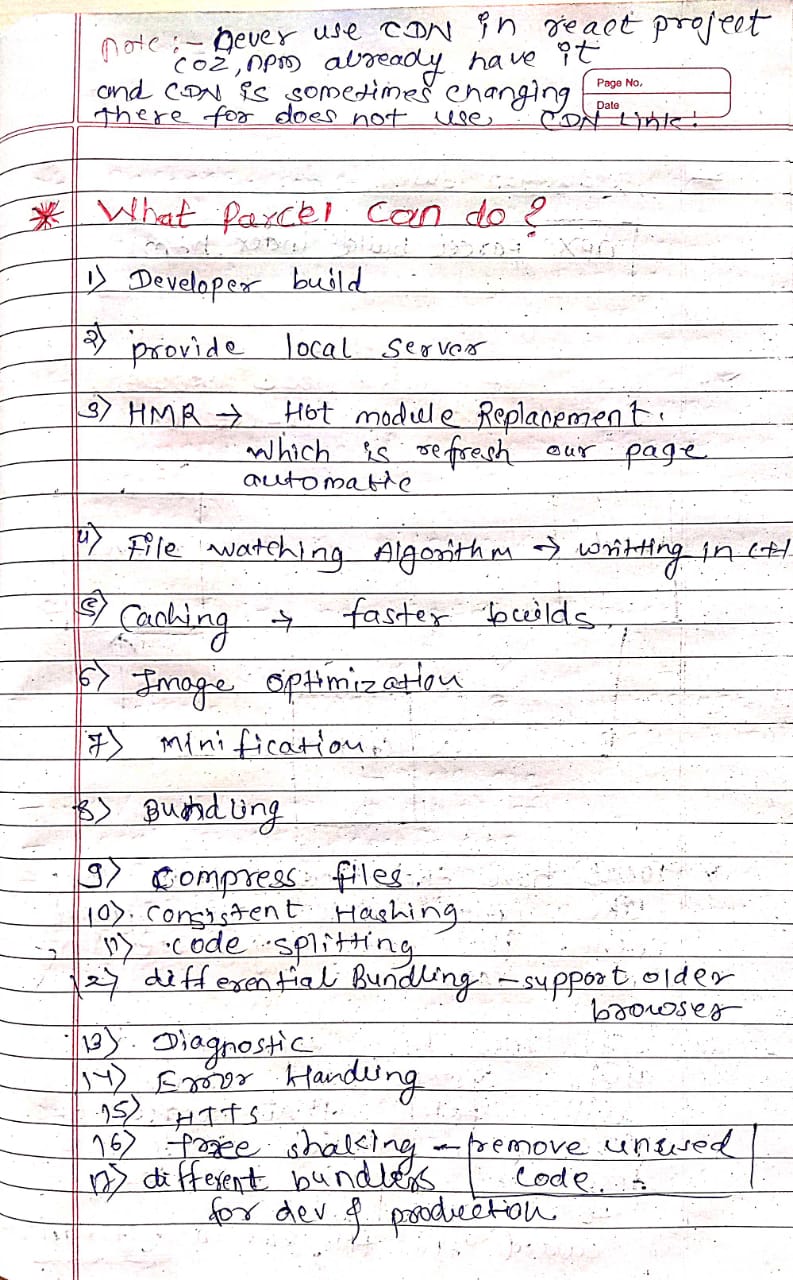 note :- Never use CDN in react project
coz, npm already have it
and CDN is sometimes changing
there for does not use CDN Link!
Page No.
Date
* What Parcel can do?
1) Developer build
2) provide local server
3) HMR → Hot module Replacement.
which is refresh our page
automatic
4) File watching Algorithm → writting in C++
5) Caching → faster builds
6) Image optimization
7) minification.
8) Bundling
9) compress files.
10). consistent Hashing
11) code splitting
12) differential Bundling - support older
browser
13). Diagnostic
14) Error Handling
15) HTTS
16) tree shaking - remove unused
code.
17) different bundlers
for dev & production